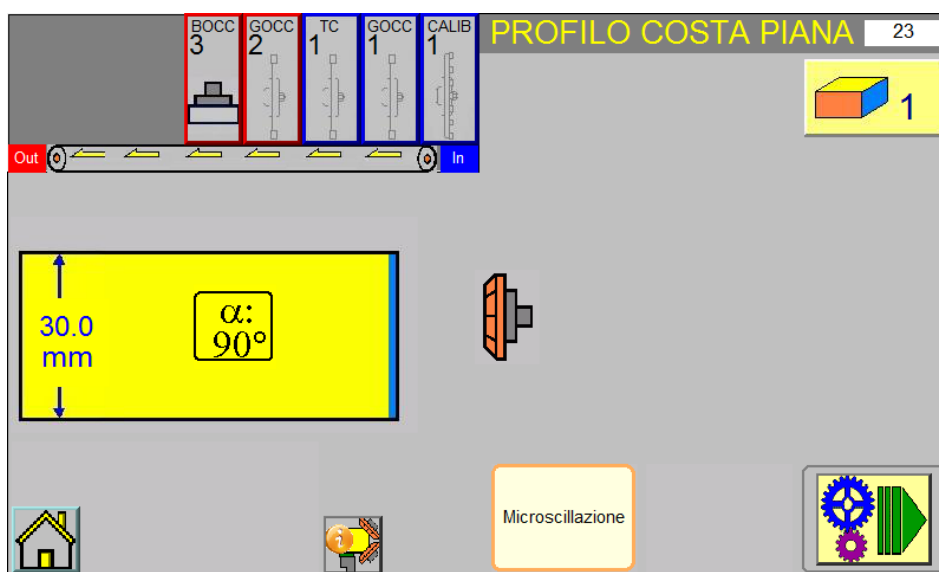 BOCC GOCC TC GOCC CALIB
3 2 1 1 1
PROFILO COSTA PIANA 23
1
Out In
α:
90°
30.0
mm
Microscillazione